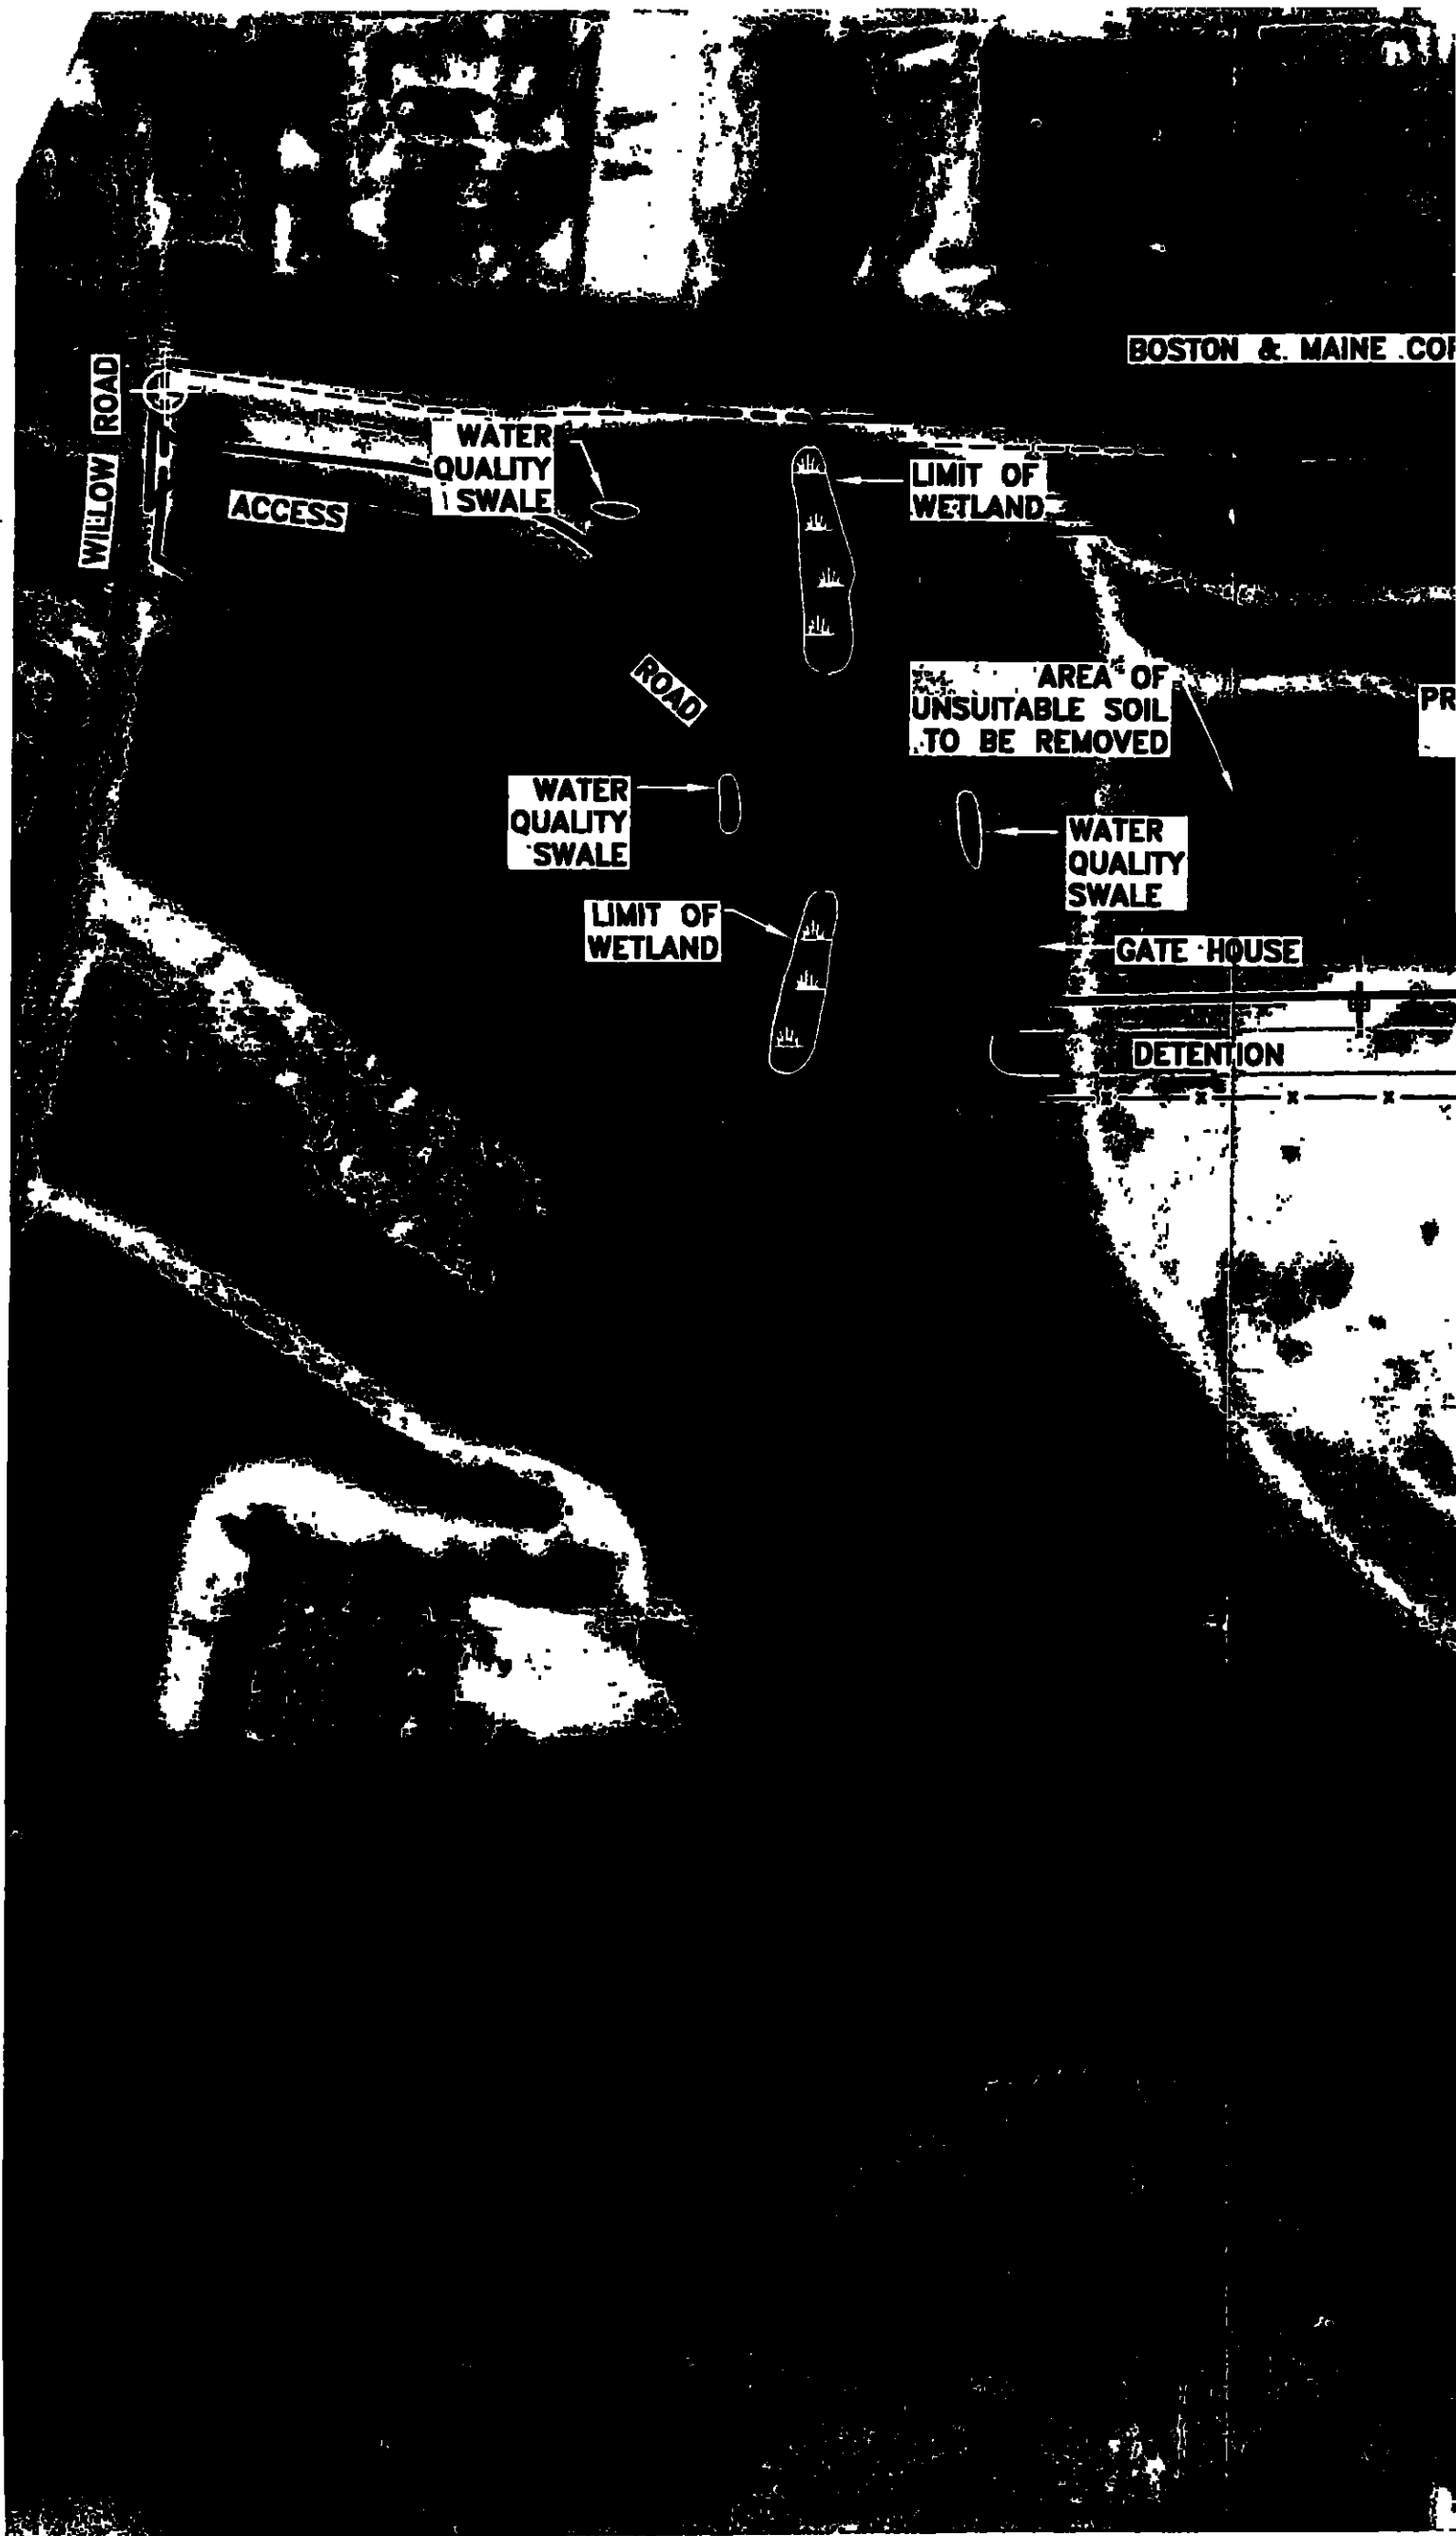 BOSTON & MAINE
WILLOW ROAD
ACCESS
WATER
QUALITY
SWALE
LIMIT OF
WETLAND
ROAD
AREA OF
UNSUITABLE SOIL
TO BE REMOVED
PR
WATER
QUALITY
SWALE
WATER
QUALITY
SWALE
LIMIT OF
WETLAND
GATE HOUSE
DETENTION